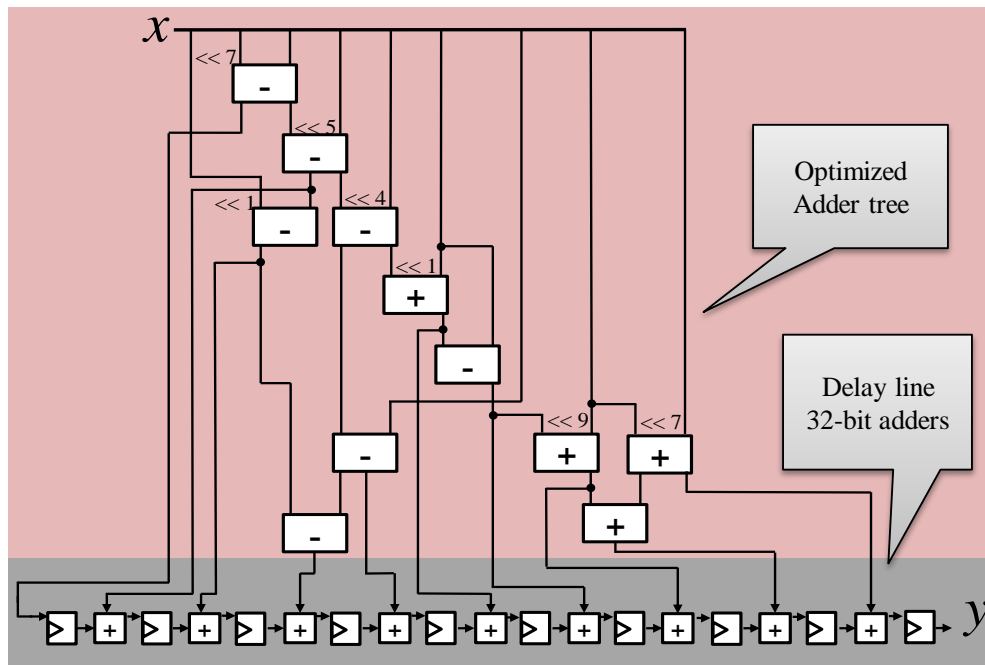 x
<< 7
-
<< 5
-
<< 1
-
<< 4
-
<< 1
+
-
-
<< 9
+
<< 7
+
-
+
Optimized
Adder tree
Delay line
32-bit adders
> + > + > + > + > + > + > + > + > + >
y